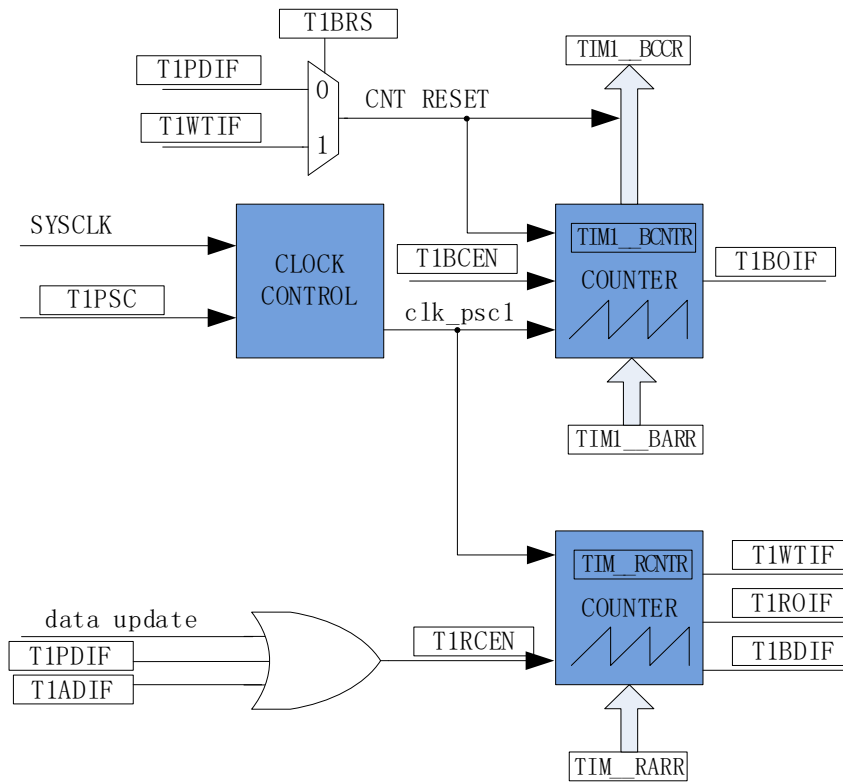 T1BRS
TIM1__BCCR
T1PDIF
0
CNT RESET
T1WTIF
1
SYSCLK
TIM1__BCNTR
T1BCEN
T1BOIF
CLOCK
CONTROL
COUNTER
T1PSC
clk_psc1
TIM1__BARR
TIM__RCNTR
T1WTIF
COUNTER
T1ROIF
data update
T1RCEN
T1PDIF
T1BDIF
T1ADIF
TIM__RARR